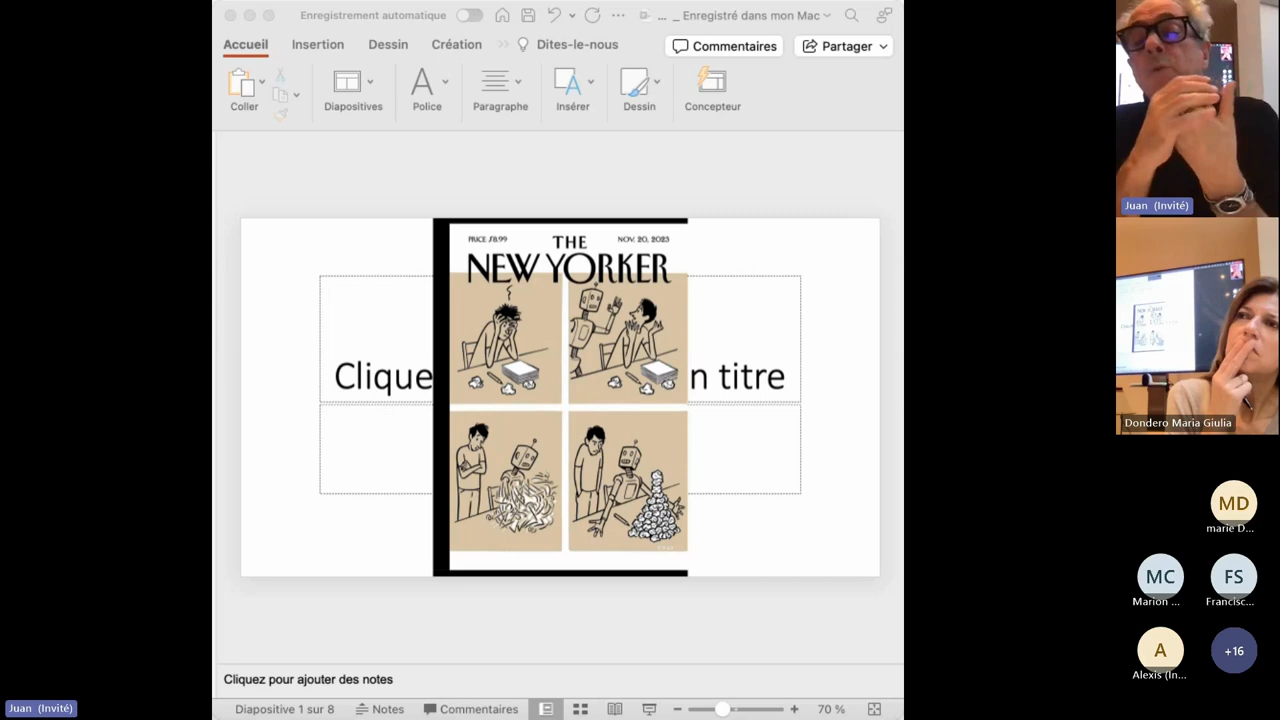 Enregistrement automatique
... _ Enregistré dans mon Mac
Accueil
Insertion
Dessin
Création
Dites-le-nous
Commentaires
Partager
Coller
Diapositives
Police
Paragraphe
Insérer
Dessin
Concepteur
PRICE $8.99
THE
NOV. 20, 2023
NEW YORKER
Clique
n titre
Cliquez pour ajouter des notes
Diapositive 1 sur 8
Notes
Commentaires
70 %
Juan (Invité)
Juan (Invité)
Dondero Maria Giulia
MD
marie D...
MC
Marion ...
FS
Francisc...
A
Alexis (In...
+16